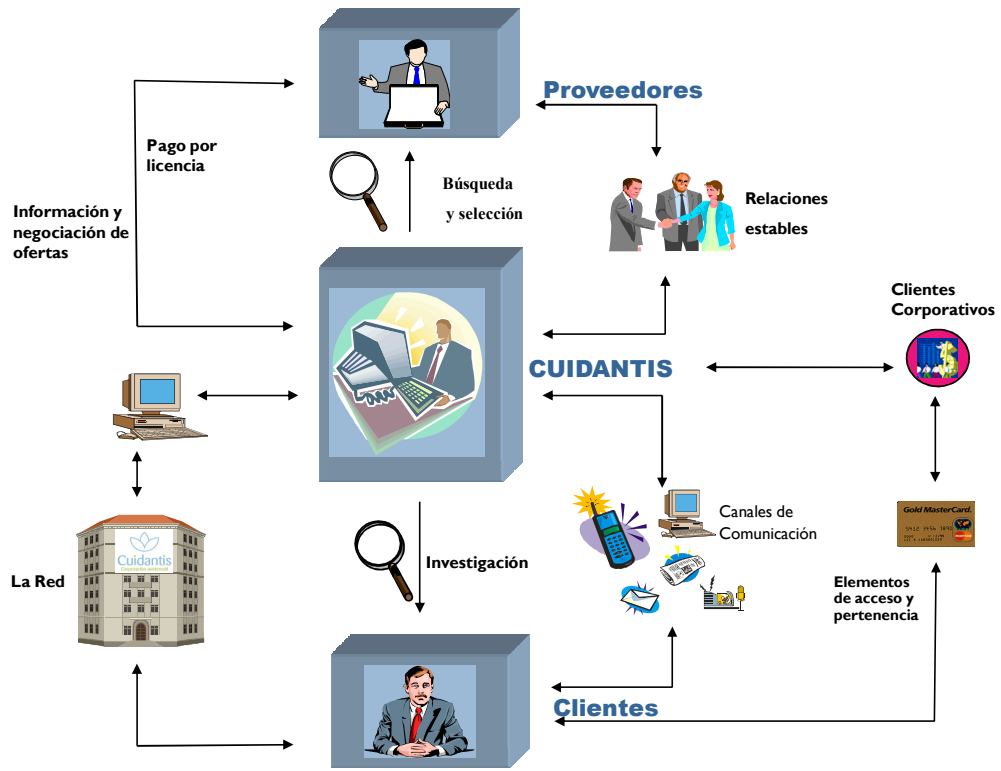 Proveedores
Pago por
licencia
Búsqueda
y selección
Información y
negociación de
ofertas
Relaciones
estables
Clientes
Corporativos
CUIDANTIS
Gold MasterCard.
Canales de
Comunicación
Cuidantis
La Red
Investigación
Elementos
de acceso y
pertenencia
Clientes